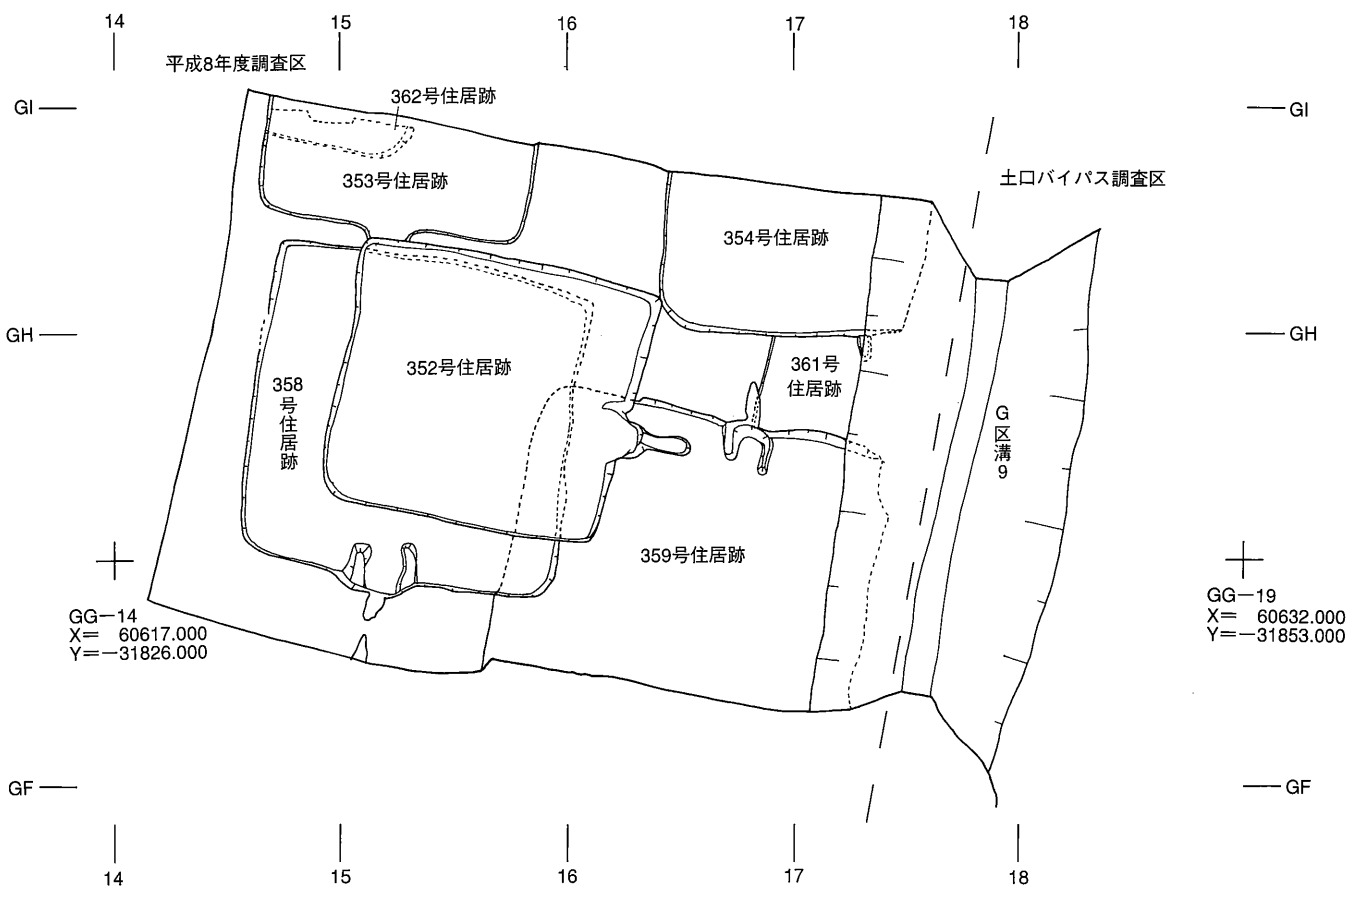 14 15 16 17 18
平成8年度調査区
GI GI
362号住居跡
土口バイパス調査区
353号住居跡
354号住居跡
GH GH
352号住居跡
361号
住居跡
358
号
住
居
跡
G
区
溝
9
359号住居跡
GG—14
X= 60617.000
Y=—31826.000
GG—19
X= 60632.000
Y=—31853.000
GF GF
14 15 16 17 18